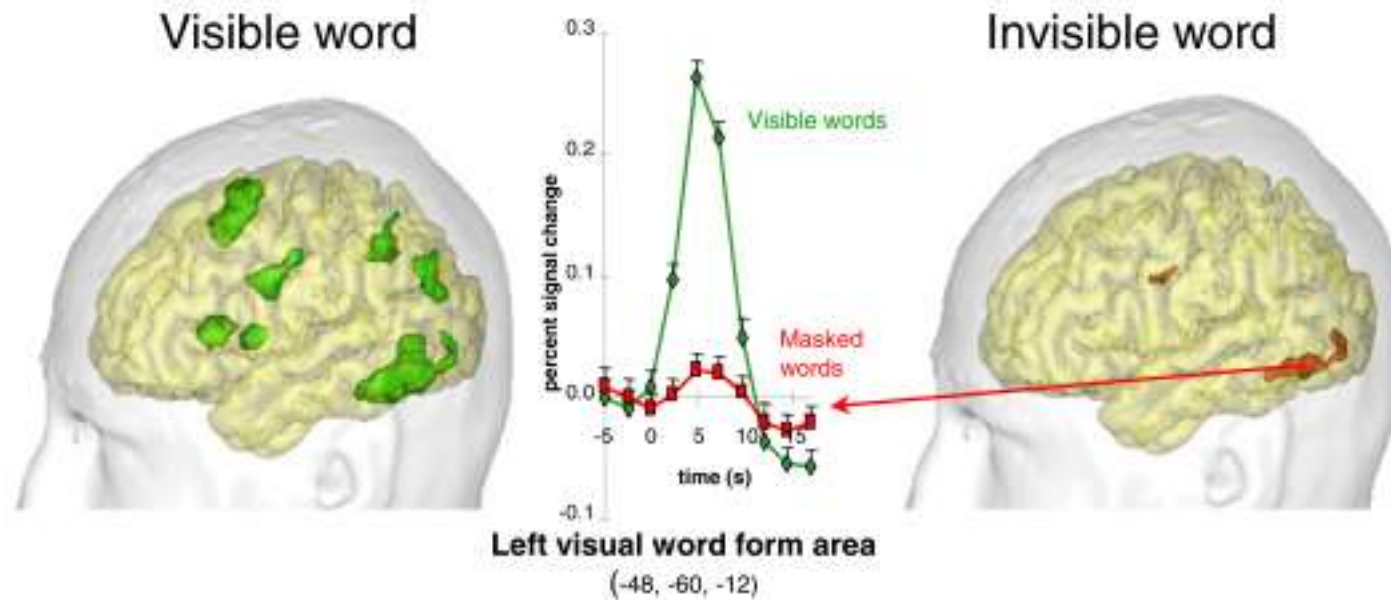 Visible word
Invisible word
0.3
0.2
0.1
0.0
-0.1
percent signal change
Visible words
Masked
words
-5
0
5
10
15
time (s)
Left visual word form area
(-48, -60, -12)